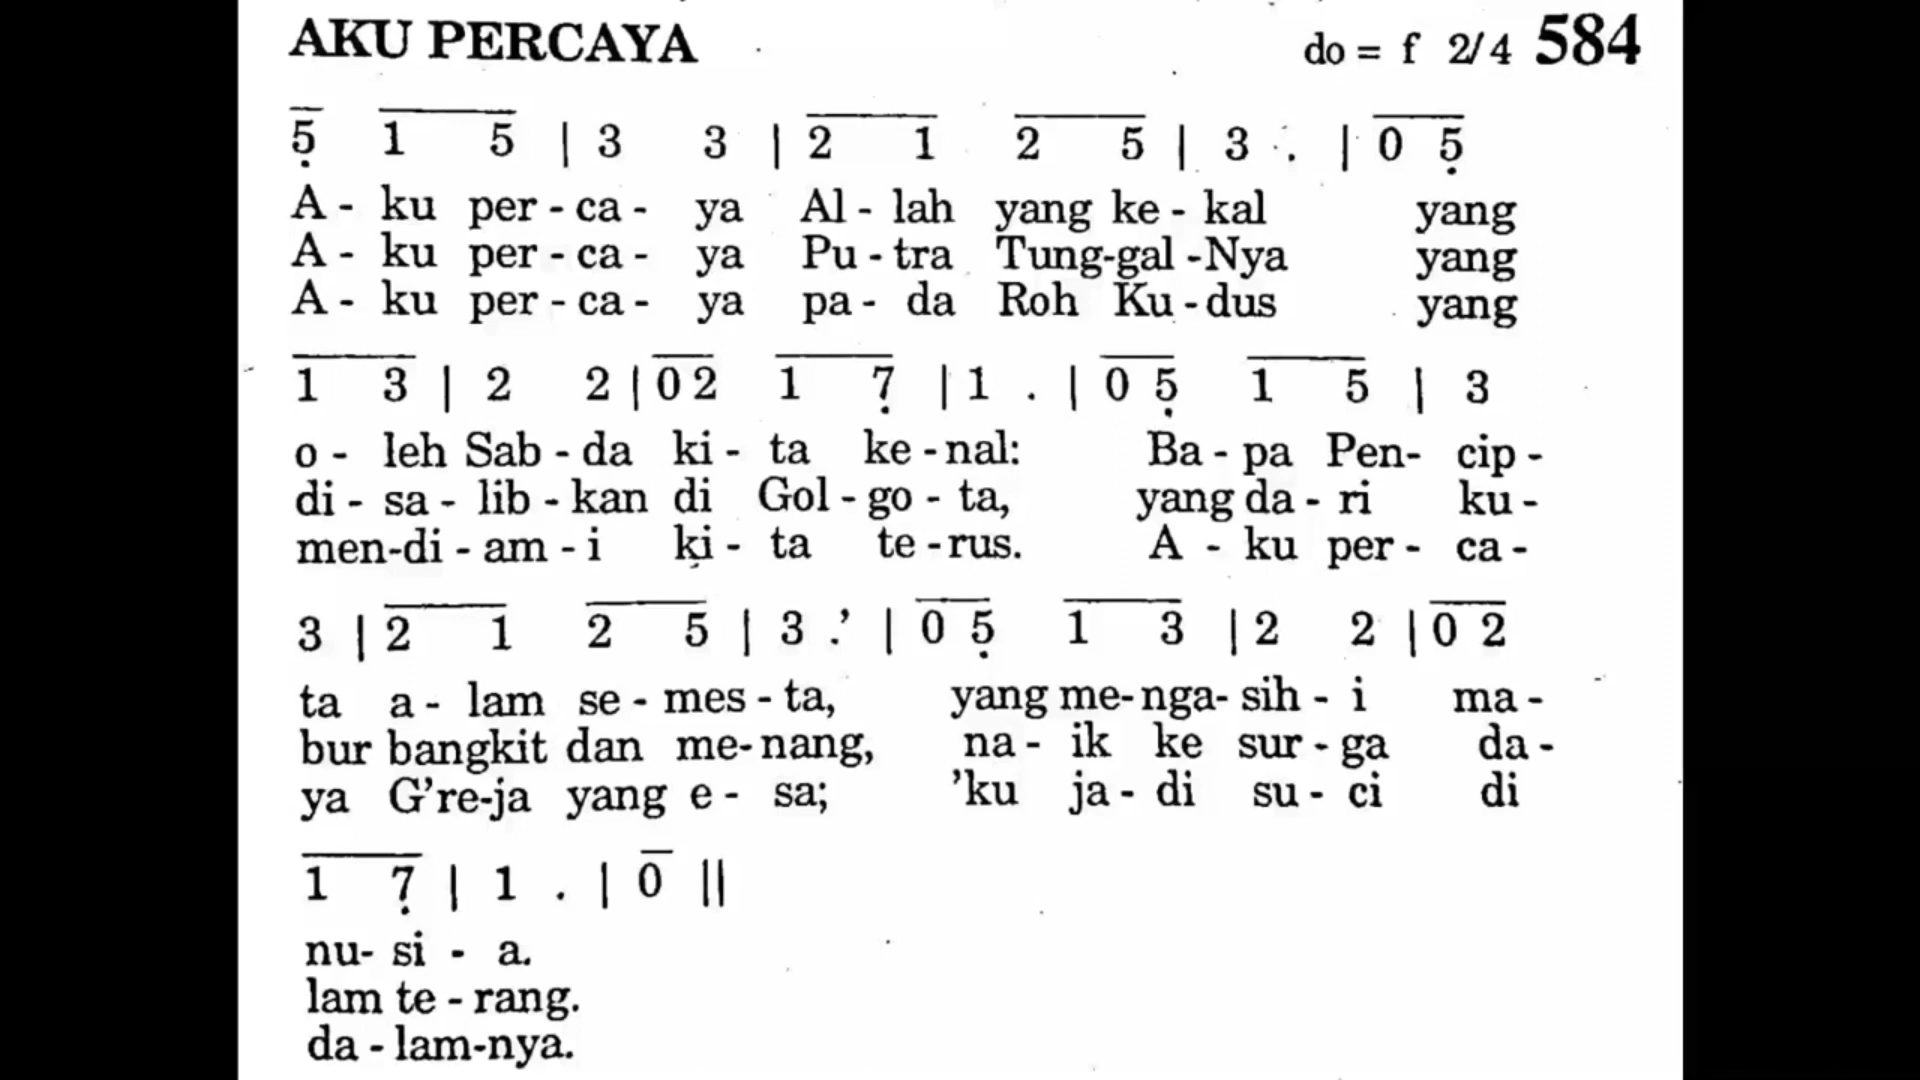 AKU PERCAYA do = f 2/4 584
5̣ 1 5 | 3 3 | 2 1 2 5 | 3 . | 0 5̣
A - ku per - ca - ya Al - lah yang ke - kal yang
A - ku per - ca - ya Pu - tra Tung-gal -Nya yang
A - ku per - ca - ya pa - da Roh Ku - dus yang
1 3 | 2 2 | 0 2 1 7̣ | 1 . | 0 5̣ 1 5 | 3
o - leh Sab - da ki - ta ke - nal: Ba - pa Pen- cip -
di - sa - lib - kan di Gol - go - ta, yang da - ri ku -
men-di - am - i ki - ta te - rus. A - ku per - ca -
3 | 2 1 2 5 | 3 .’ | 0 5̣ 1 3 | 2 2 | 0 2
ta a - lam se - mes - ta, yang me- nga- sih - i ma -
bur bangkit dan me- nang, na - ik ke sur - ga da -
ya G’re-ja yang e - sa; ’ku ja - di su - ci di
1 7̣ | 1 . | 0 ||
nu- si - a.
lam te - rang.
da - lam-nya.